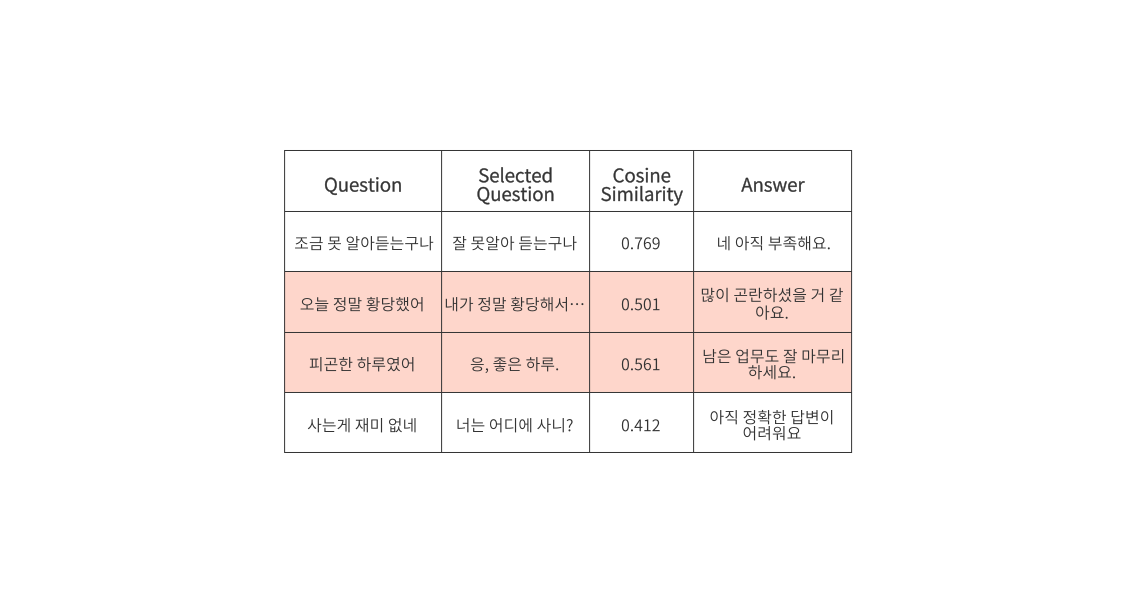 Question
Selected
Question
Cosine
Similarity
Answer
조금 못 알아듣는구나
잘 못알아 듣는구나
0.769
네 아직 부족해요.
오늘 정말 황당했어
내가 정말 황당해서⋯
0.501
많이 곤란하셨을 거 같
아요.
피곤한 하루였어
응, 좋은 하루.
0.561
남은 업무도 잘 마무리
하세요.
사는게 재미 없네
너는 어디에 사니?
0.412
아직 정확한 답변이
어려워요